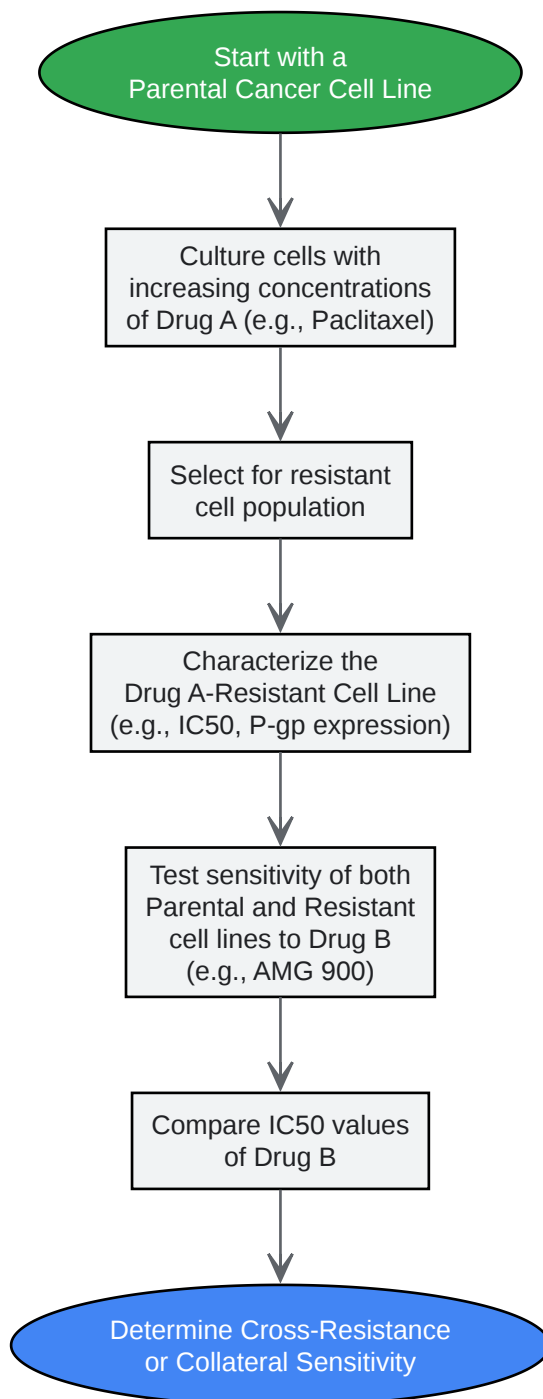 Start with a
Parental Cancer Cell Line
Culture cells with
increasing concentrations
of Drug A (e.g., Paclitaxel)
Select for resistant
cell population
Characterize the
Drug A-Resistant Cell Line
(e.g., IC50, P-gp expression)
Test sensitivity of both
Parental and Resistant
cell lines to Drug B
(e.g., AMG 900)
Compare IC50 values
of Drug B
Determine Cross-Resistance
or Collateral Sensitivity